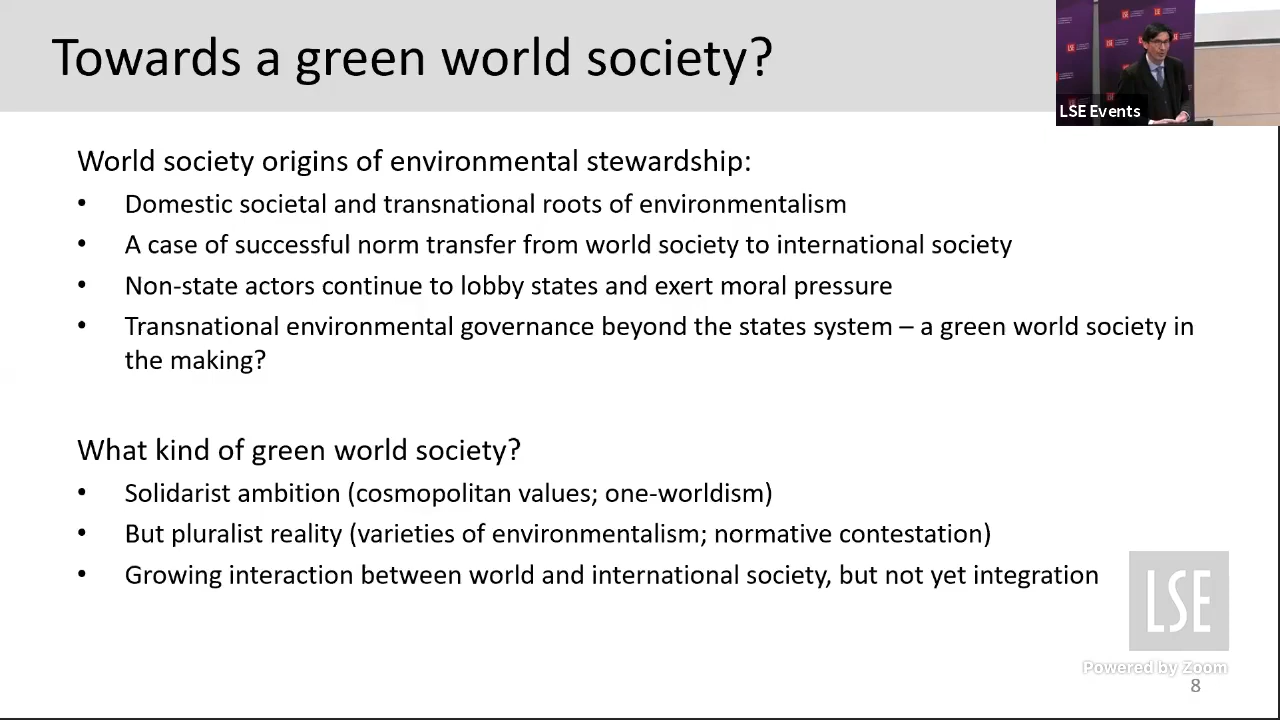 Towards a green world society?
LSE Events
World society origins of environmental stewardship:
• Domestic societal and transnational roots of environmentalism
• A case of successful norm transfer from world society to international society
• Non-state actors continue to lobby states and exert moral pressure
• Transnational environmental governance beyond the states system – a green world society in
the making?
What kind of green world society?
• Solidarist ambition (cosmopolitan values; one-worldism)
• But pluralist reality (varieties of environmentalism; normative contestation)
• Growing interaction between world and international society, but not yet integration
LSE
Powered by Zoom
8